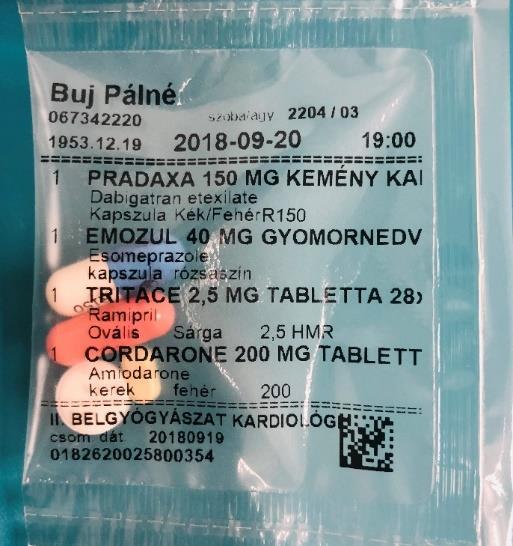 Buj Pálné
067342220 szoba/ágy 2204 / 03
1953.12.19 2018-09-20 19:00
1 PRADAXA 150 MG KEMÉNY KAI
Dabigatran etexilate
Kapszula Kék/FehérR150
1 EMOZUL 40 MG GYOMORNEDV
Esomeprazole
kapszula rózsaszín
1 TRITACE 2,5 MG TABLETTA 28x
Ramipril
Ovális Sárga 2,5 HMR
1 CORDARONE 200 MG TABLETT
Amiodarone
kerek fehér 200
II. BELGYÓGYÁSZAT KARDIOLÓG
csom dát 20180919
0182620025800354